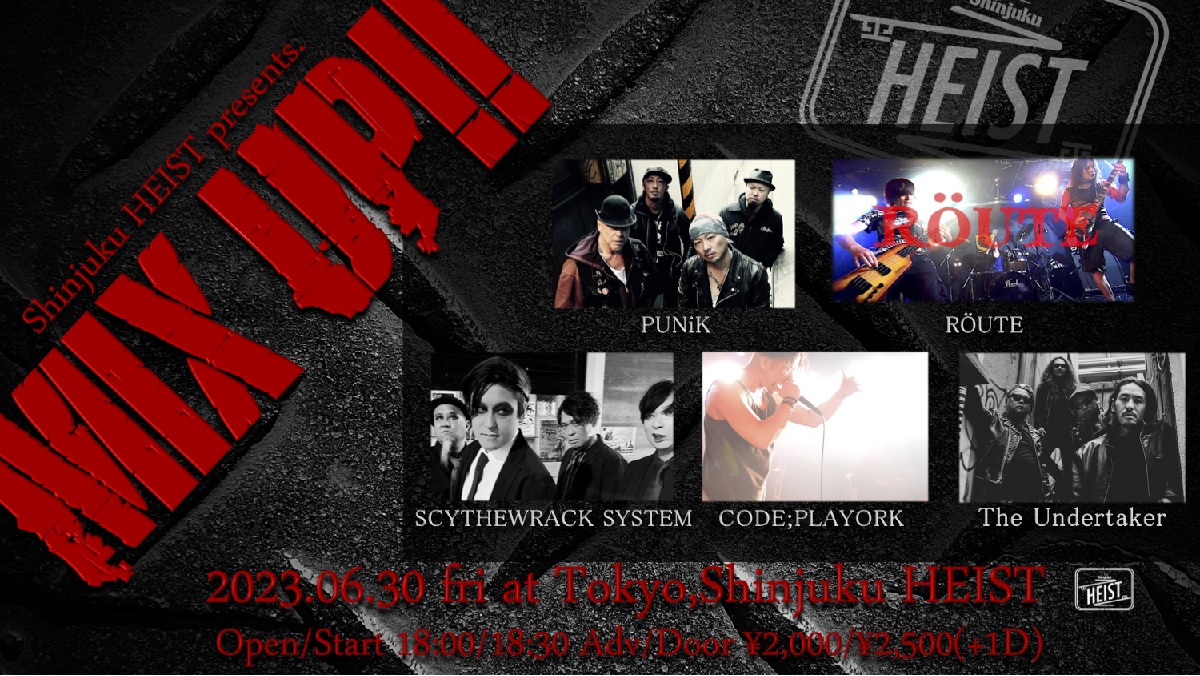 Shinjuku HEIST presents.
MIX UP!!
Shinjuku
HEIST
RÖUTE
PUNiK
RÖUTE
SCYTHEWRACK SYSTEM
CODE;PLAYORK
The Undertaker
2023.06.30 fri at Tokyo,Shinjuku HEIST
HEIST
Open/Start 18:00/18:30 Adv/Door ¥2,000/¥2,500(+1D)